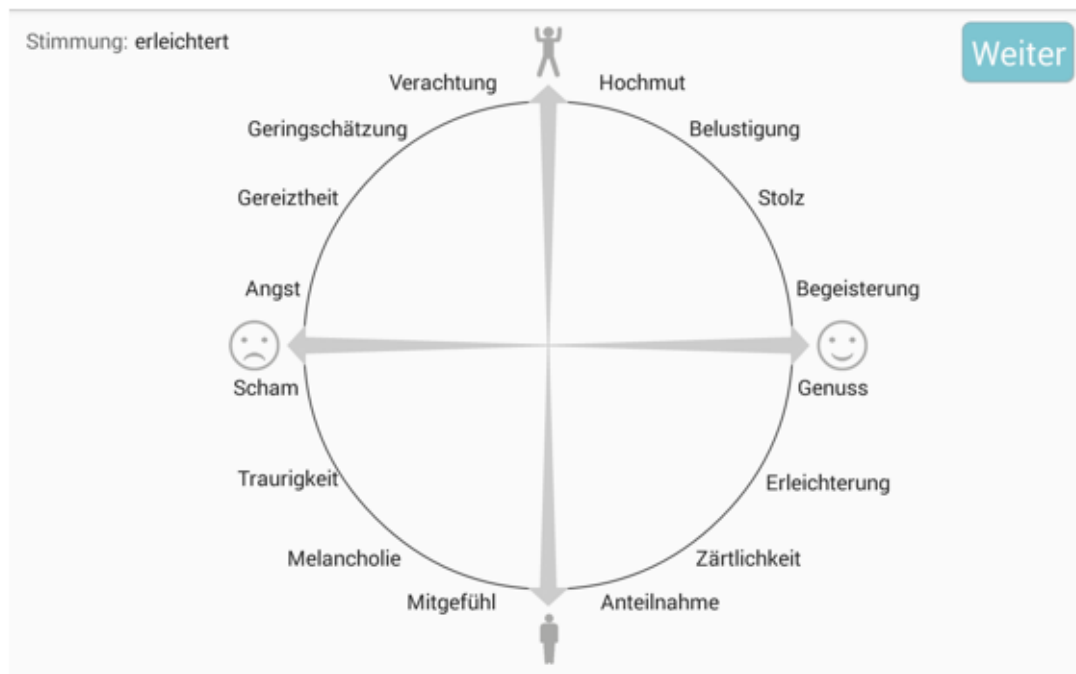 Stimmung: erleichtert
Weiter
Verachtung
Hochmut
Geringschätzung
Belustigung
Gereiztheit
Stolz
Angst
Begeisterung
Scham
Genuss
Traurigkeit
Erleichterung
Melancholie
Zärtlichkeit
Mitgefühl
Anteilnahme